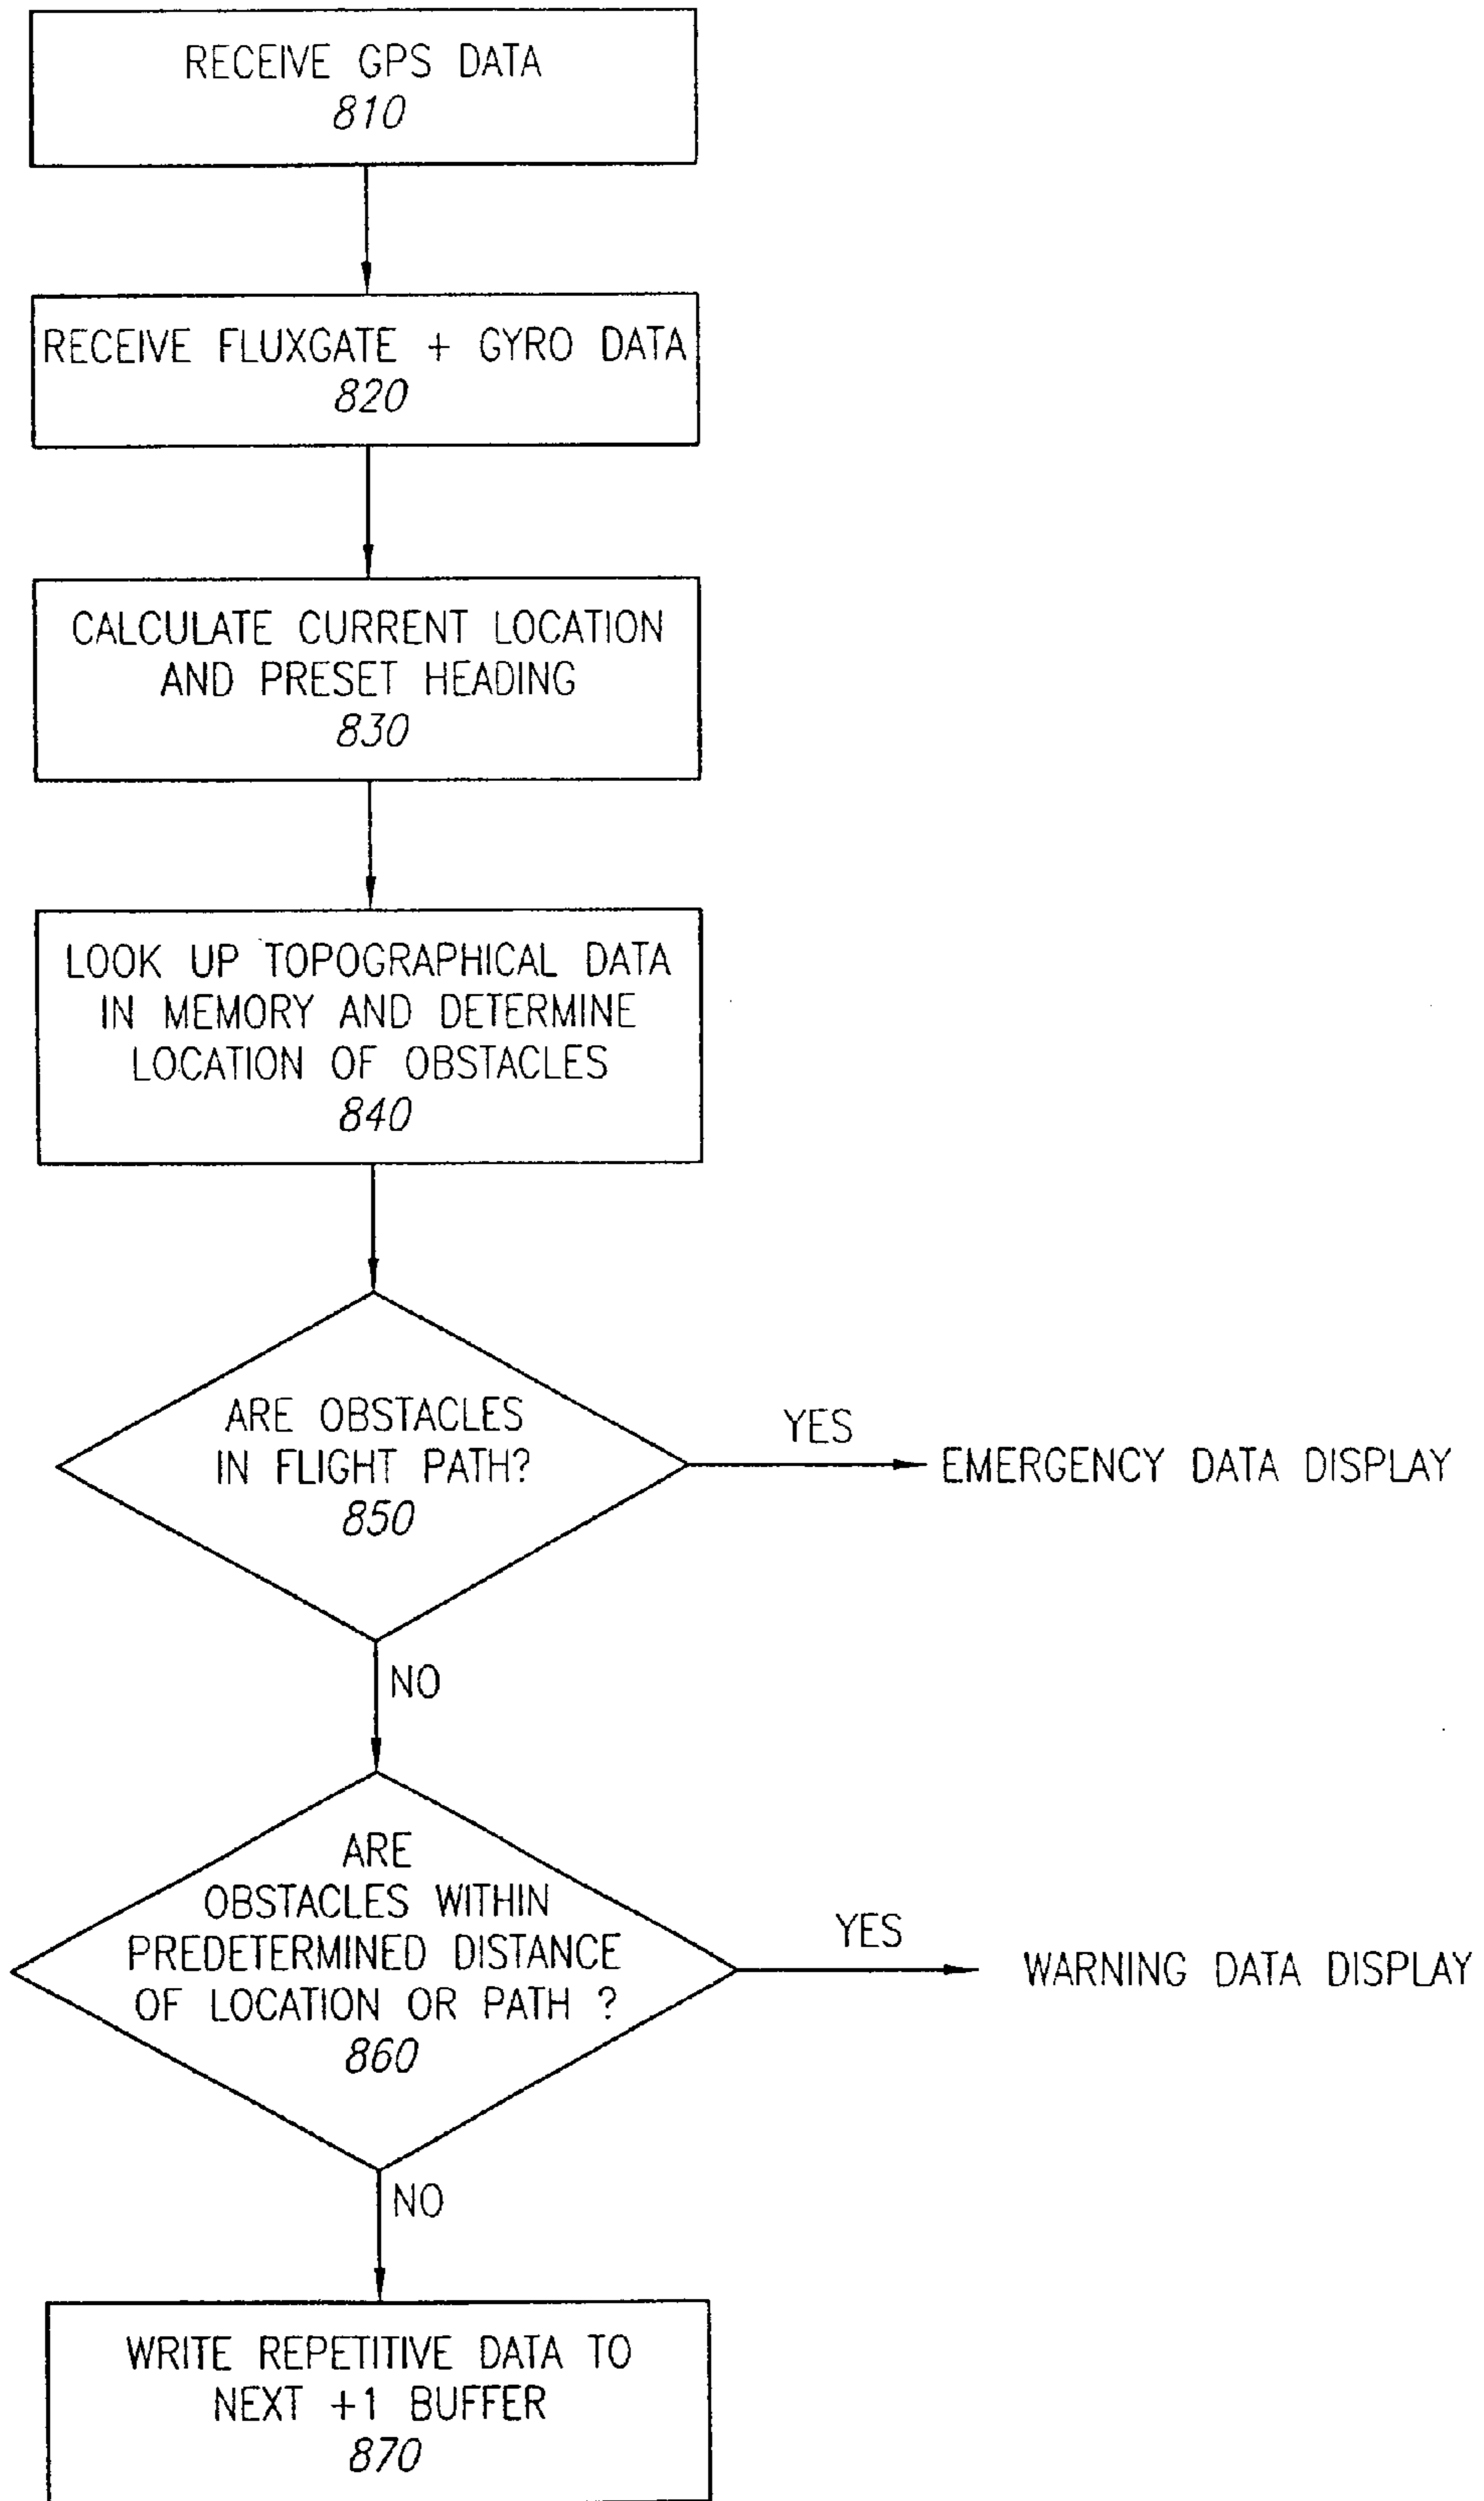 RECEIVE GPS DATA
810
RECEIVE FLUXGATE + GYRO DATA
820
CALCULATE CURRENT LOCATION
AND PRESET HEADING
830
LOOK UP TOPOGRAPHICAL DATA
IN MEMORY AND DETERMINE
LOCATION OF OBSTACLES
840
ARE OBSTACLES
IN FLIGHT PATH?
850
YES
EMERGENCY DATA DISPLAY
NO
ARE
OBSTACLES WITHIN
PREDETERMINED DISTANCE
OF LOCATION OR PATH ?
860
YES
WARNING DATA DISPLAY
NO
WRITE REPETITIVE DATA TO
NEXT +1 BUFFER
870